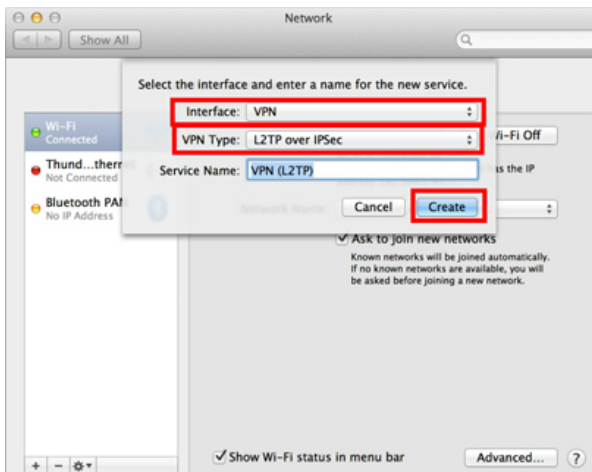 Network
Show All
Select the interface and enter a name for the new service.
Interface: VPN
VPN Type: L2TP over IPSec
Service Name: VPN (L2TP)
Cancel Create
Wi-Fi
Connected
Thund...therr
Not Connected
Bluetooth PAN
No IP Address
Wi-Fi Off
as the IP
Network Name:
Ask to join new networks
Known networks will be joined automatically.
If no known networks are available, you will
be asked before joining a new network.
+ −
Show Wi-Fi status in menu bar
Advanced... ?